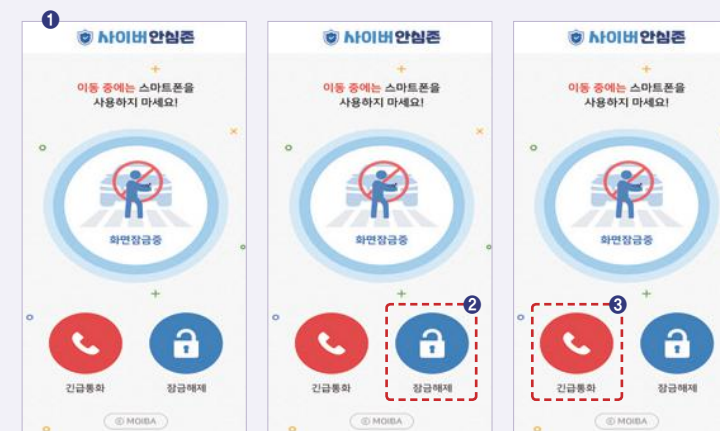 ❶
사이버안심존
이동 중에는 스마트폰을
사용하지 마세요!
화면잠금중
긴급통화
잠금해제
ⓒ MOIBA
사이버안심존
이동 중에는 스마트폰을
사용하지 마세요!
화면잠금중
❷
긴급통화
잠금해제
ⓒ MOIBA
사이버안심존
이동 중에는 스마트폰을
사용하지 마세요!
화면잠금중
❸
긴급통화
잠금해제
ⓒ MOIBA